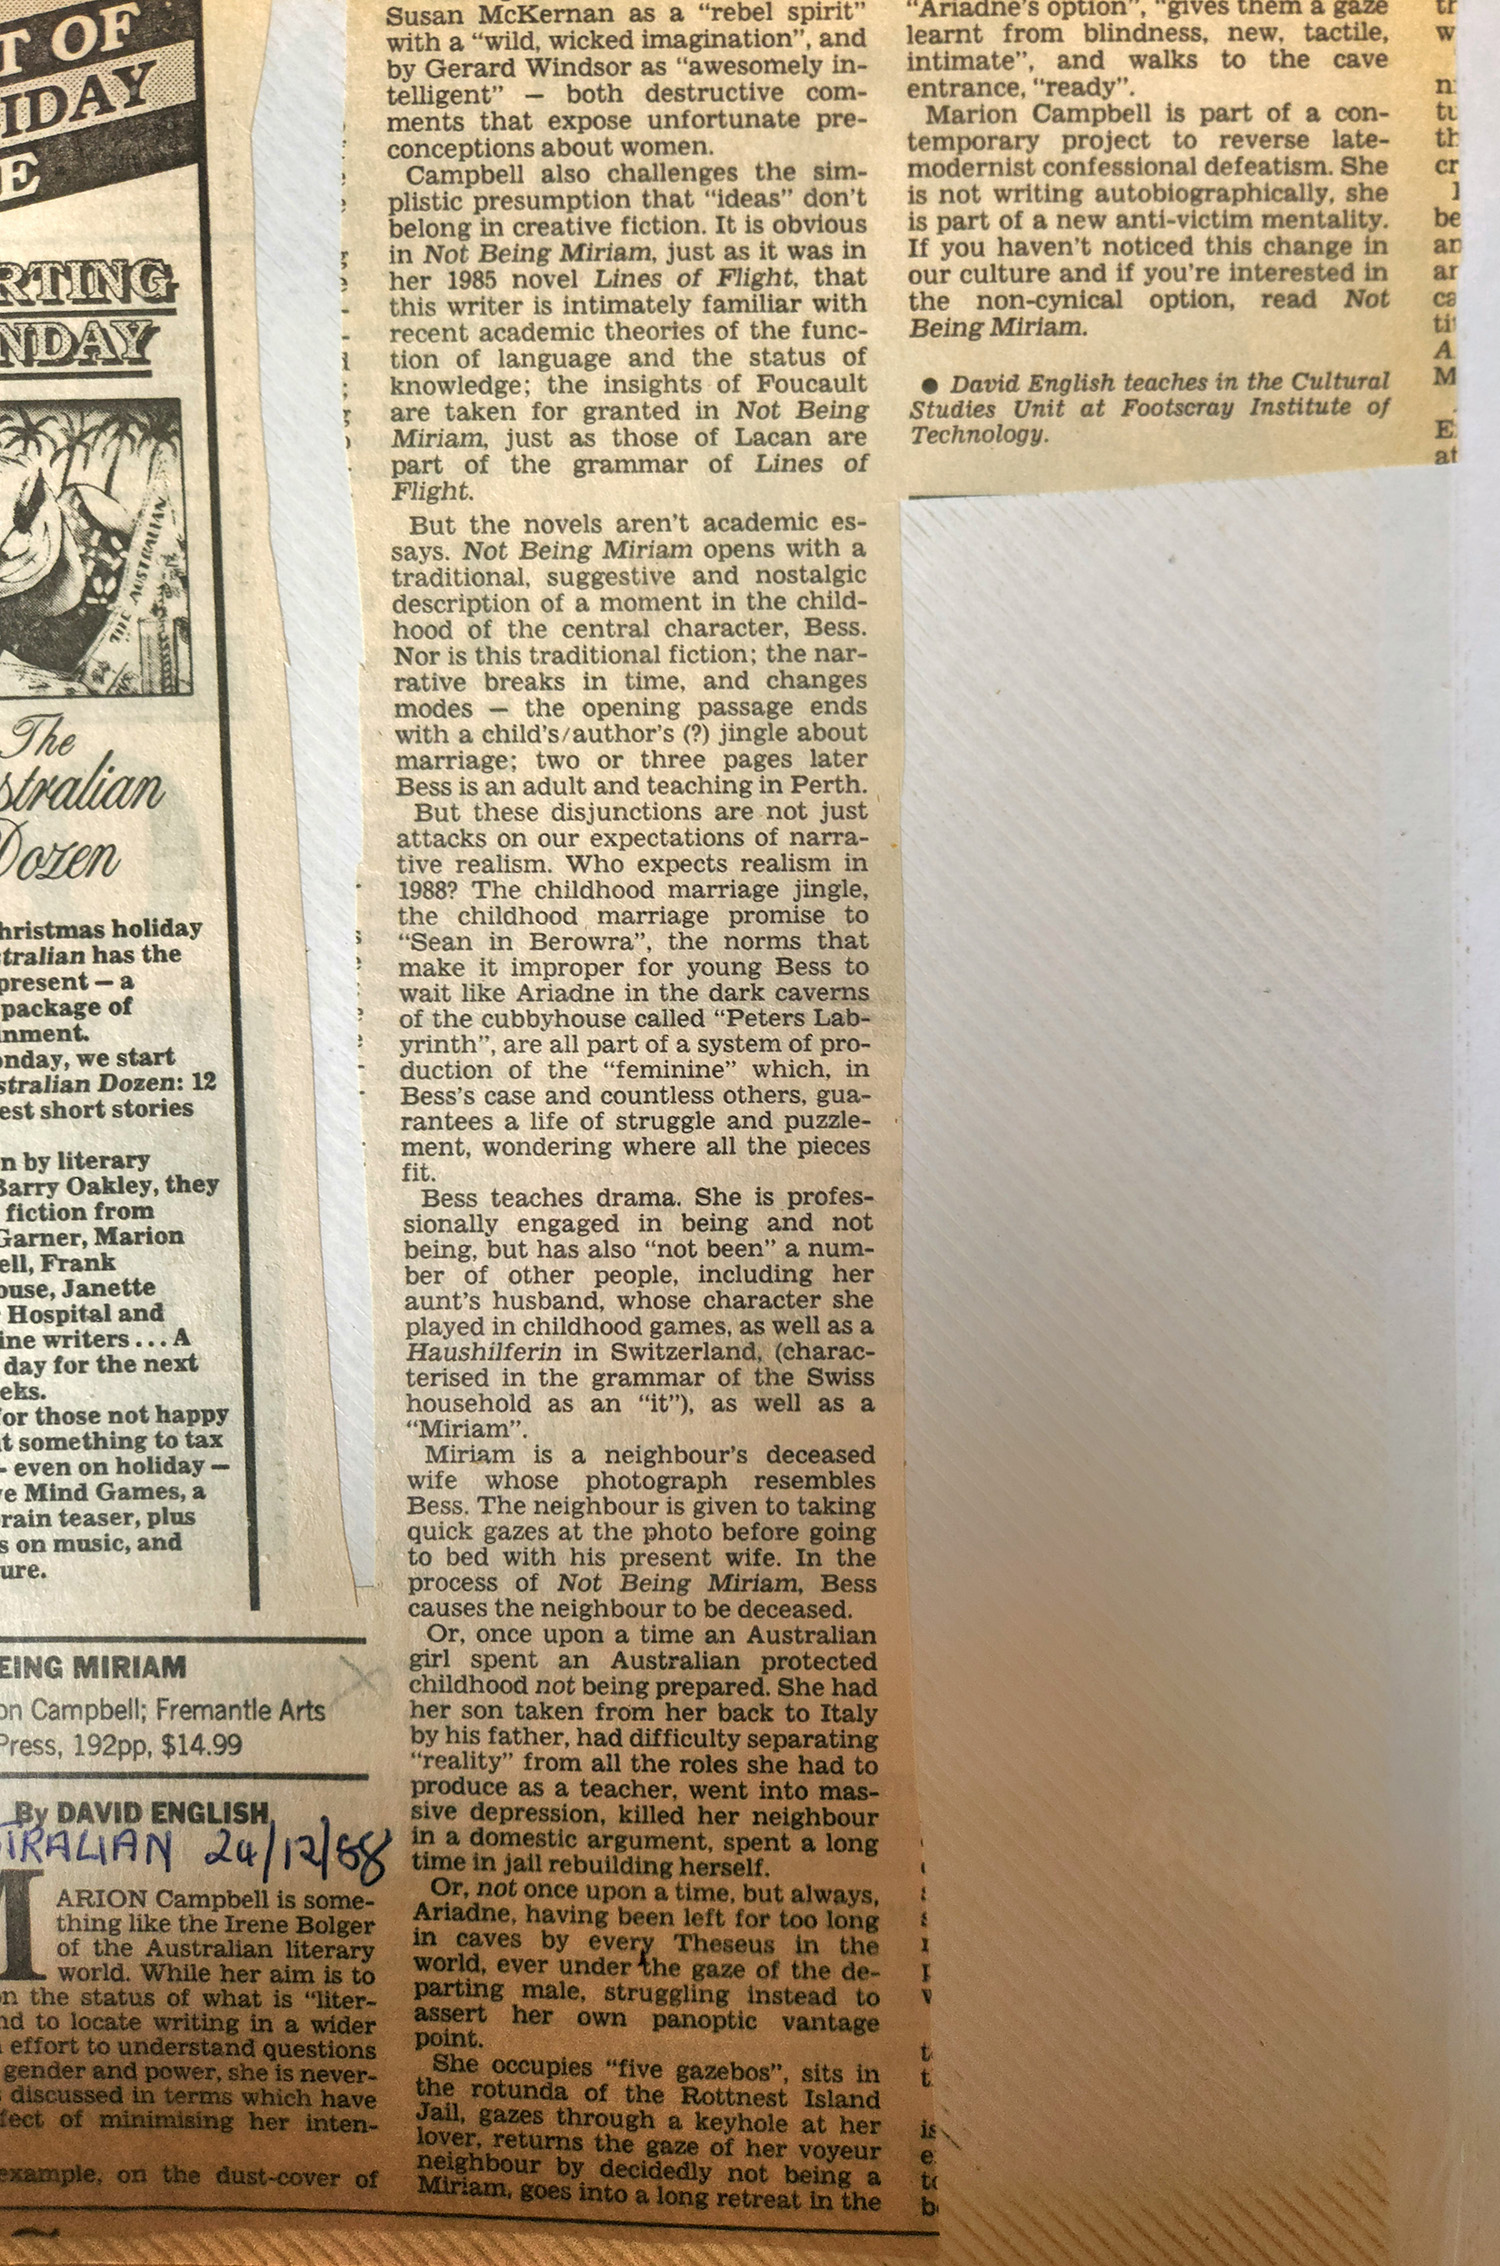 T OF
IDAY
E
RTING
NDAY
THE AUSTRALIAN
The
stralian
Dozen
hristmas holiday
tralian has the
present — a
package of
inment.
onday, we start
stralian Dozen: 12
est short stories
n by literary
Barry Oakley, they
fiction from
Garner, Marion
ell, Frank
ouse, Janette
Hospital and
ine writers . . . A
day for the next
eks.
or those not happy
t something to tax
- even on holiday —
e Mind Games, a
rain teaser, plus
s on music, and
ure.
EING MIRIAM
on Campbell; Fremantle Arts
Press, 192pp, $14.99
By DAVID ENGLISH
TRALIAN 24/12/88
MARION Campbell is some-
thing like the Irene Bolger
of the Australian literary
world. While her aim is to
on the status of what is “liter-
nd to locate writing in a wider
effort to understand questions
gender and power, she is never-
discussed in terms which have
fect of minimising her inten-
example, on the dust-cover of
Susan McKernan as a “rebel spirit”
with a “wild, wicked imagination”, and
by Gerard Windsor as “awesomely in-
telligent” — both destructive com-
ments that expose unfortunate pre-
conceptions about women.
Campbell also challenges the sim-
plistic presumption that “ideas” don’t
belong in creative fiction. It is obvious
in Not Being Miriam, just as it was in
her 1985 novel Lines of Flight, that
this writer is intimately familiar with
recent academic theories of the func-
tion of language and the status of
knowledge; the insights of Foucault
are taken for granted in Not Being
Miriam, just as those of Lacan are
part of the grammar of Lines of
Flight.
But the novels aren’t academic es-
says. Not Being Miriam opens with a
traditional, suggestive and nostalgic
description of a moment in the child-
hood of the central character, Bess.
Nor is this traditional fiction; the nar-
rative breaks in time, and changes
modes — the opening passage ends
with a child’s/author’s (?) jingle about
marriage; two or three pages later
Bess is an adult and teaching in Perth.
But these disjunctions are not just
attacks on our expectations of narra-
tive realism. Who expects realism in
1988? The childhood marriage jingle,
the childhood marriage promise to
“Sean in Berowra”, the norms that
make it improper for young Bess to
wait like Ariadne in the dark caverns
of the cubbyhouse called “Peters Lab-
yrinth”, are all part of a system of pro-
duction of the “feminine” which, in
Bess’s case and countless others, gua-
rantees a life of struggle and puzzle-
ment, wondering where all the pieces
fit.
Bess teaches drama. She is profes-
sionally engaged in being and not
being, but has also “not been” a num-
ber of other people, including her
aunt’s husband, whose character she
played in childhood games, as well as a
Haushilferin in Switzerland, (charac-
terised in the grammar of the Swiss
household as an “it”), as well as a
“Miriam”.
Miriam is a neighbour’s deceased
wife whose photograph resembles
Bess. The neighbour is given to taking
quick gazes at the photo before going
to bed with his present wife. In the
process of Not Being Miriam, Bess
causes the neighbour to be deceased.
Or, once upon a time an Australian
girl spent an Australian protected
childhood not being prepared. She had
her son taken from her back to Italy
by his father, had difficulty separating
“reality” from all the roles she had to
produce as a teacher, went into mas-
sive depression, killed her neighbour
in a domestic argument, spent a long
time in jail rebuilding herself.
Or, not once upon a time, but always,
Ariadne, having been left for too long
in caves by every Theseus in the
world, ever under the gaze of the de-
parting male, struggling instead to
assert her own panoptic vantage
point.
She occupies “five gazebos”, sits in
the rotunda of the Rottnest Island
Jail, gazes through a keyhole at her
lover, returns the gaze of her voyeur
neighbour by decidedly not being a
Miriam, goes into a long retreat in the
“Ariadne’s option”, “gives them a gaze
learnt from blindness, new, tactile,
intimate”, and walks to the cave
entrance, “ready”.
Marion Campbell is part of a con-
temporary project to reverse late-
modernist confessional defeatism. She
is not writing autobiographically, she
is part of a new anti-victim mentality.
If you haven’t noticed this change in
our culture and if you’re interested in
the non-cynical option, read Not
Being Miriam.
● David English teaches in the Cultural
Studies Unit at Footscray Institute of
Technology.